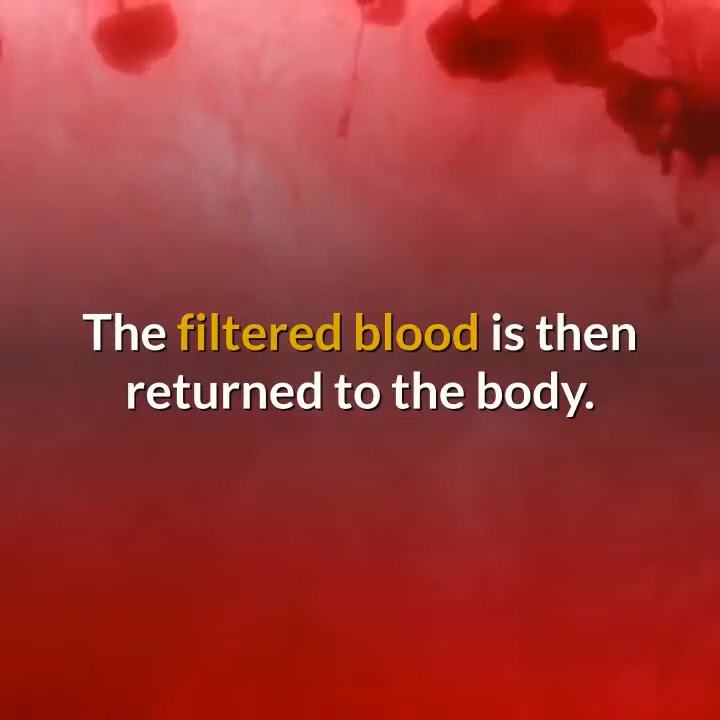 The filtered blood is then
returned to the body.